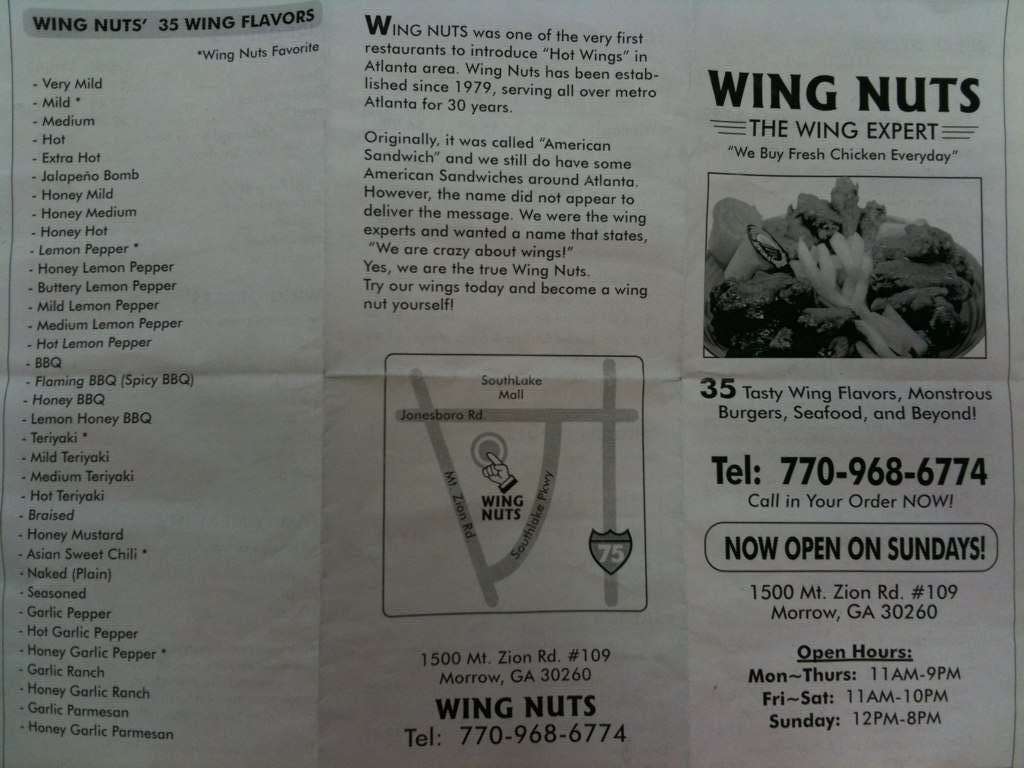 WING NUTS' 35 WING FLAVORS
*Wing Nuts Favorite
- Very Mild
- Mild *
- Medium
- Hot
- Extra Hot
- Jalapeño Bomb
- Honey Mild
- Honey Medium
- Honey Hot
- Lemon Pepper *
- Honey Lemon Pepper
- Buttery Lemon Pepper
- Mild Lemon Pepper
- Medium Lemon Pepper
- Hot Lemon Pepper
- BBQ
- Flaming BBQ (Spicy BBQ)
- Honey BBQ
- Lemon Honey BBQ
- Teriyaki *
- Mild Teriyaki
- Medium Teriyaki
- Hot Teriyaki
- Braised
- Honey Mustard
- Asian Sweet Chili *
- Naked (Plain)
- Seasoned
- Garlic Pepper
- Hot Garlic Pepper
- Honey Garlic Pepper *
- Garlic Ranch
- Honey Garlic Ranch
- Garlic Parmesan
- Honey Garlic Parmesan
WING NUTS was one of the very first
restaurants to introduce "Hot Wings" in
Atlanta area. Wing Nuts has been estab-
lished since 1979, serving all over metro
Atlanta for 30 years.
Originally, it was called "American
Sandwich" and we still do have some
American Sandwiches around Atlanta.
However, the name did not appear to
deliver the message. We were the wing
experts and wanted a name that states,
"We are crazy about wings!"
Yes, we are the true Wing Nuts.
Try our wings today and become a wing
nut yourself!
SouthLake
Mall
Jonesboro Rd.
Mt. Zion Rd
WING
NUTS
Southlake Pkwy
75
1500 Mt. Zion Rd. #109
Morrow, GA 30260
WING NUTS
Tel: 770-968-6774
WING NUTS
THE WING EXPERT
"We Buy Fresh Chicken Everyday"
35 Tasty Wing Flavors, Monstrous
Burgers, Seafood, and Beyond!
Tel: 770-968-6774
Call in Your Order NOW!
NOW OPEN ON SUNDAYS!
1500 Mt. Zion Rd. #109
Morrow, GA 30260
Open Hours:
Mon~Thurs: 11AM-9PM
Fri~Sat: 11AM-10PM
Sunday: 12PM-8PM